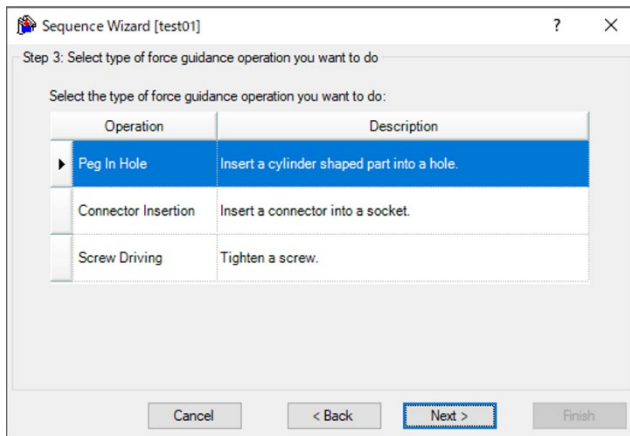 Sequence Wizard [test01]
Step 3: Select type of force guidance operation you want to do
Select the type of force guidance operation you want to do:
Operation Description
Peg In Hole Insert a cylinder shaped part into a hole.
Connector Insertion Insert a connector into a socket.
Screw Driving Tighten a screw.
Cancel < Back Next > Finish